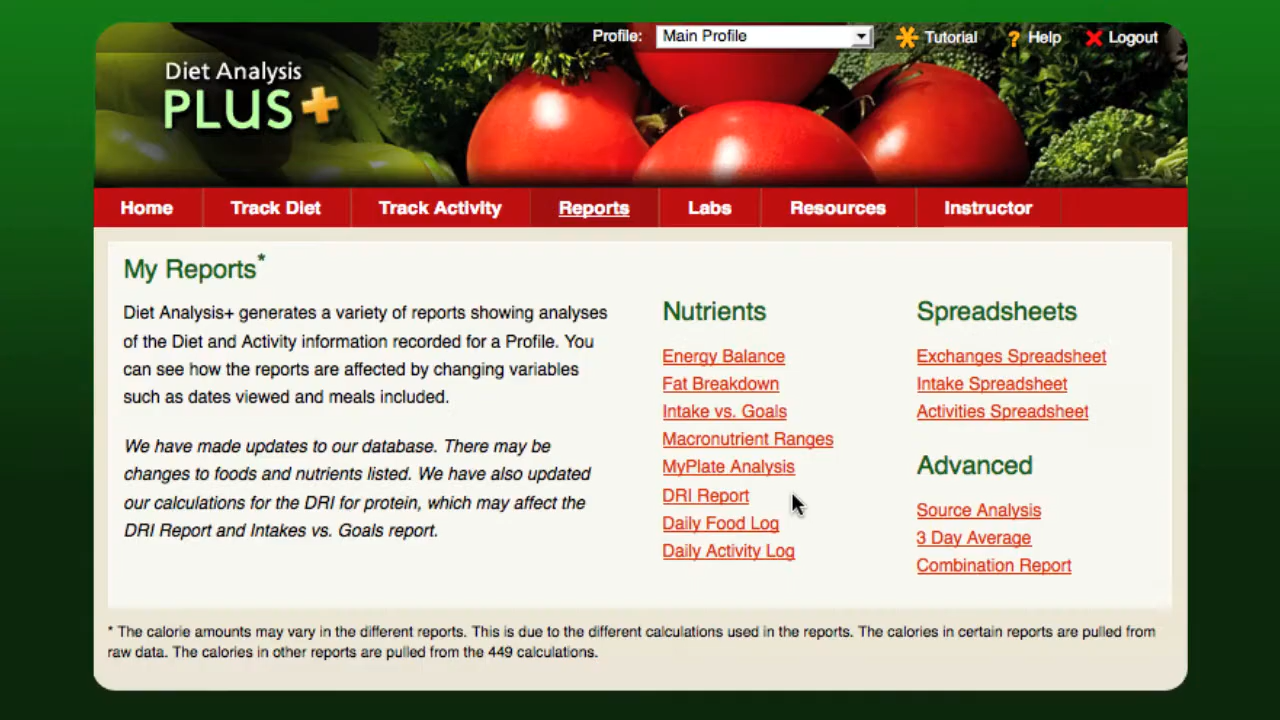 Profile: Main Profile Tutorial ? Help Logout
Diet Analysis
PLUS+
Home Track Diet Track Activity Reports Labs Resources Instructor
My Reports*
Diet Analysis+ generates a variety of reports showing analyses
of the Diet and Activity information recorded for a Profile. You
can see how the reports are affected by changing variables
such as dates viewed and meals included.
We have made updates to our database. There may be
changes to foods and nutrients listed. We have also updated
our calculations for the DRI for protein, which may affect the
DRI Report and Intakes vs. Goals report.
Nutrients
Energy Balance
Fat Breakdown
Intake vs. Goals
Macronutrient Ranges
MyPlate Analysis
DRI Report
Daily Food Log
Daily Activity Log
Spreadsheets
Exchanges Spreadsheet
Intake Spreadsheet
Activities Spreadsheet
Advanced
Source Analysis
3 Day Average
Combination Report
* The calorie amounts may vary in the different reports. This is due to the different calculations used in the reports. The calories in certain reports are pulled from
raw data. The calories in other reports are pulled from the 449 calculations.